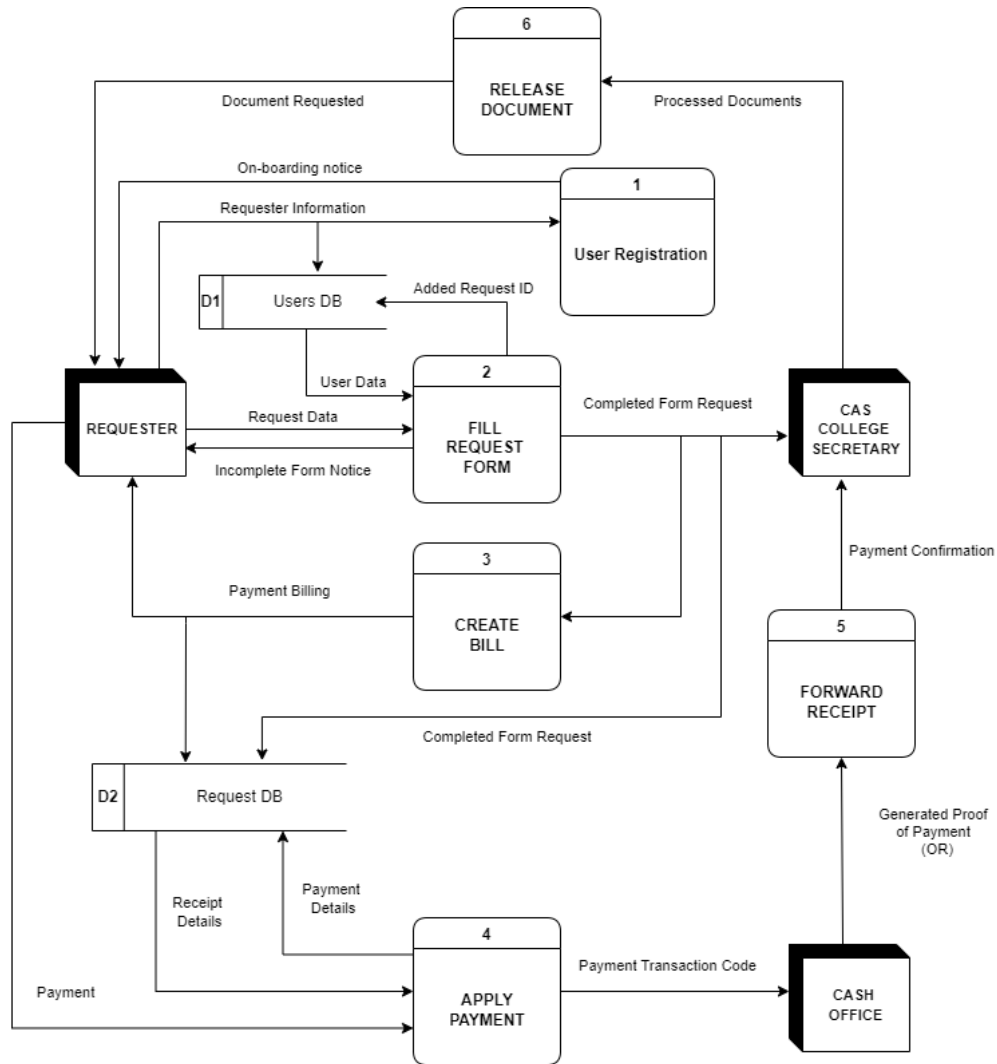 6
RELEASE
DOCUMENT
Document Requested
Processed Documents
On-boarding notice
1
Requester Information
User Registration
D1
Users DB
Added Request ID
2
User Data
FILL
REQUEST
FORM
Request Data
Incomplete Form Notice
REQUESTER
Completed Form Request
CAS
COLLEGE
SECRETARY
3
Payment Billing
CREATE
BILL
Payment Confirmation
5
FORWARD
RECEIPT
Completed Form Request
D2
Request DB
Generated Proof
of Payment
(OR)
Receipt
Details
Payment
Details
4
Payment Transaction Code
Payment
APPLY
PAYMENT
CASH
OFFICE